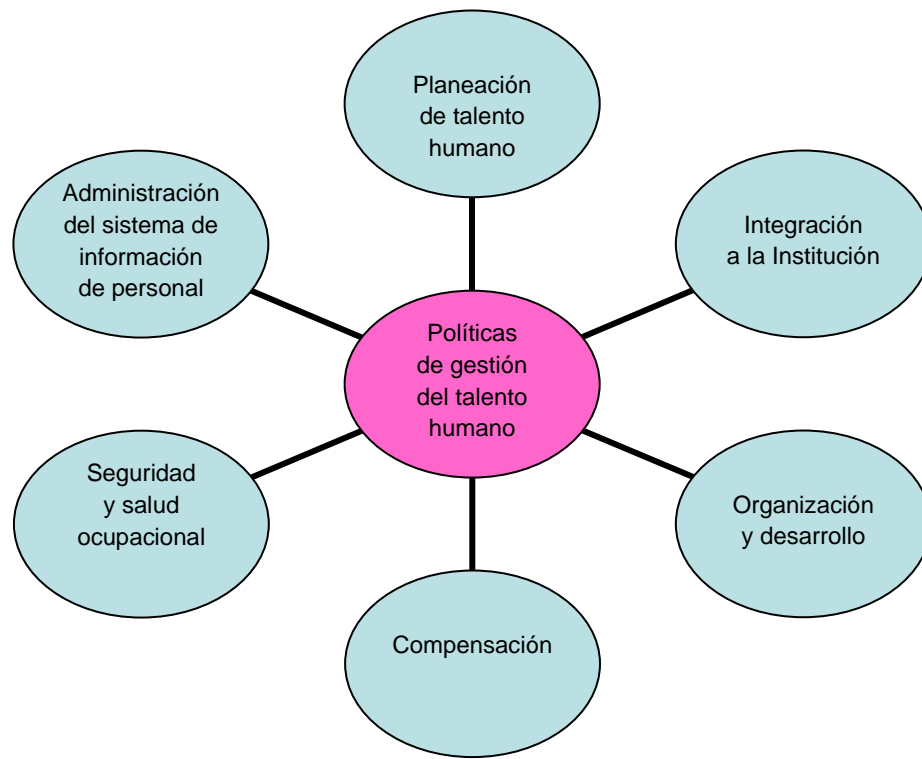 Planeación
de talento
humano
Administración
del sistema de
información
de personal
Integración
a la Institución
Políticas
de gestión
del talento
humano
Seguridad
y salud
ocupacional
Organización
y desarrollo
Compensación